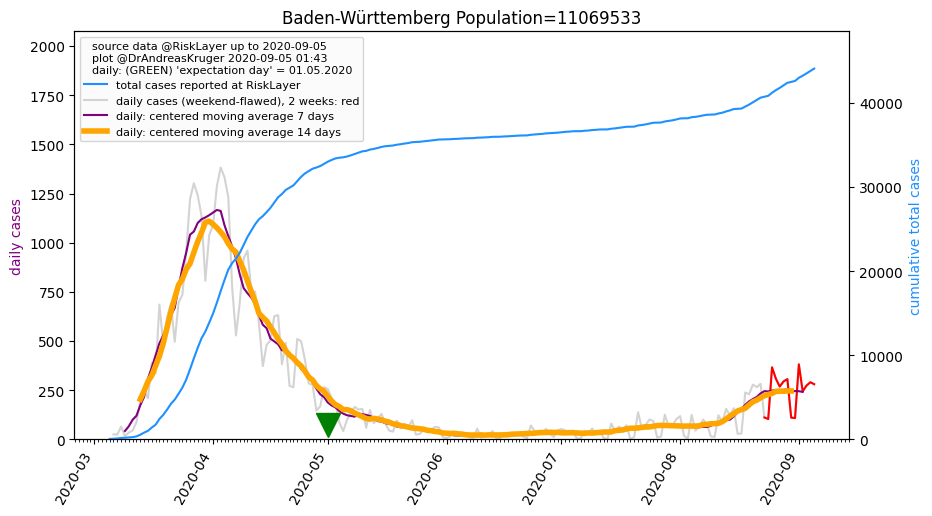 Baden-Württemberg Population=11069533
source data @RiskLayer up to 2020-09-05
plot @DrAndreasKruger 2020-09-05 01:43
daily: (GREEN) 'expectation day' = 01.05.2020
total cases reported at RiskLayer
daily cases (weekend-flawed), 2 weeks: red
daily: centered moving average 7 days
daily: centered moving average 14 days
daily cases
2000
1750
1500
1250
1000
750
500
250
0
40000
30000
20000
10000
0
cumulative total cases
2020-03
2020-04
2020-05
2020-06
2020-07
2020-08
2020-09